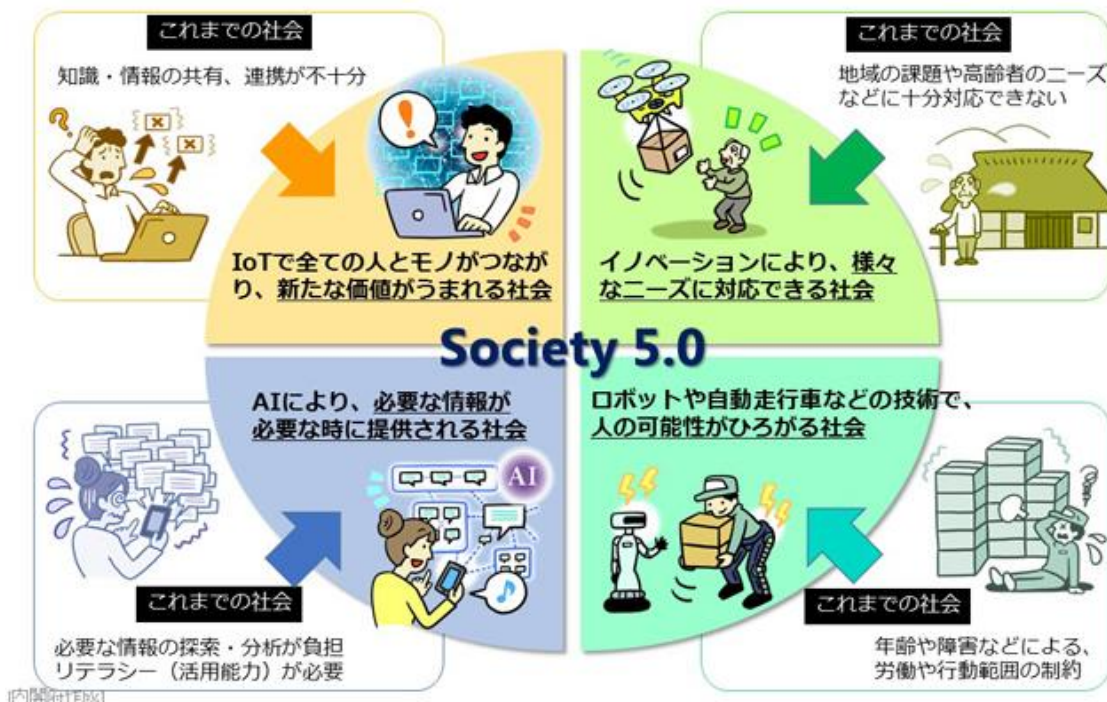 これまでの社会
知識・情報の共有、連携が不十分
?
!
IoTで全ての人とモノがつなが
り、新たな価値がうまれる社会
これまでの社会
地域の課題や高齢者のニーズ
などに十分対応できない
イノベーションにより、様々
なニーズに対応できる社会
Society 5.0
AIにより、必要な情報が
必要な時に提供される社会
AI
これまでの社会
必要な情報の探索・分析が負担
リテラシー（活用能力）が必要
ロボットや自動走行車などの技術で、
人の可能性がひろがる社会
これまでの社会
年齢や障害などによる、
労働や行動範囲の制約
[内閣府作成]